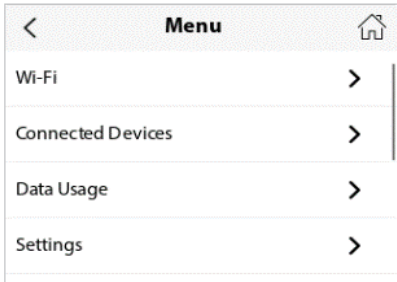 Menu
Wi-Fi
Connected Devices
Data Usage
Settings